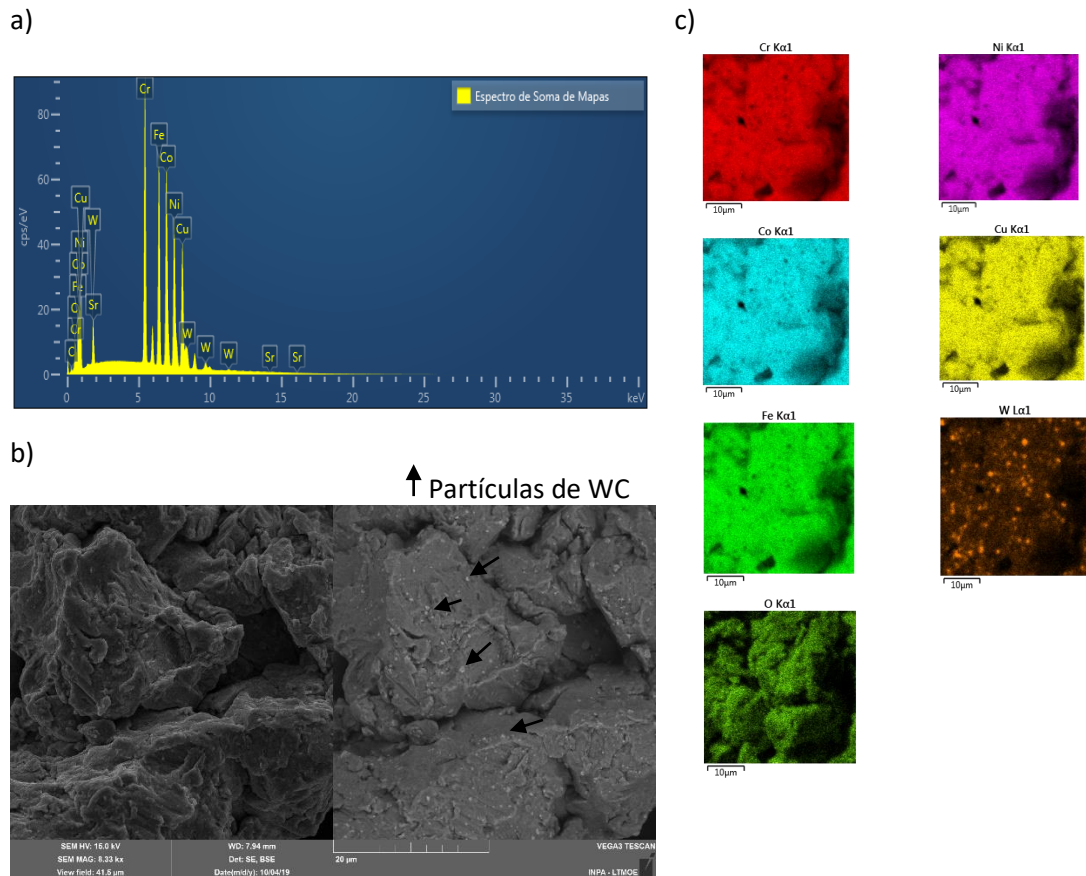 a)
Espectro de Soma de Mapas
cps/eV
80
60
40
20
0
Cr
Fe
Co
Ni
Cu
Cu
W
Ni
Co
Fe
O
Cr
C
Sr
W
W
W
Sr
Sr
0 5 10 15 20 25 30 35 keV
b)
Partículas de WC
SEM HV: 15.0 kV WD: 7.94 mm VEGA3 TESCAN
SEM MAG: 8.33 kx Det: SE, BSE 20 µm
View field: 41.5 µm Date(m/d/y): 10/04/19 INPA - LTMOE
c)
Cr Kα1
10µm
Ni Kα1
10µm
Co Kα1
10µm
Cu Kα1
10µm
Fe Kα1
10µm
W Lα1
10µm
O Kα1
10µm